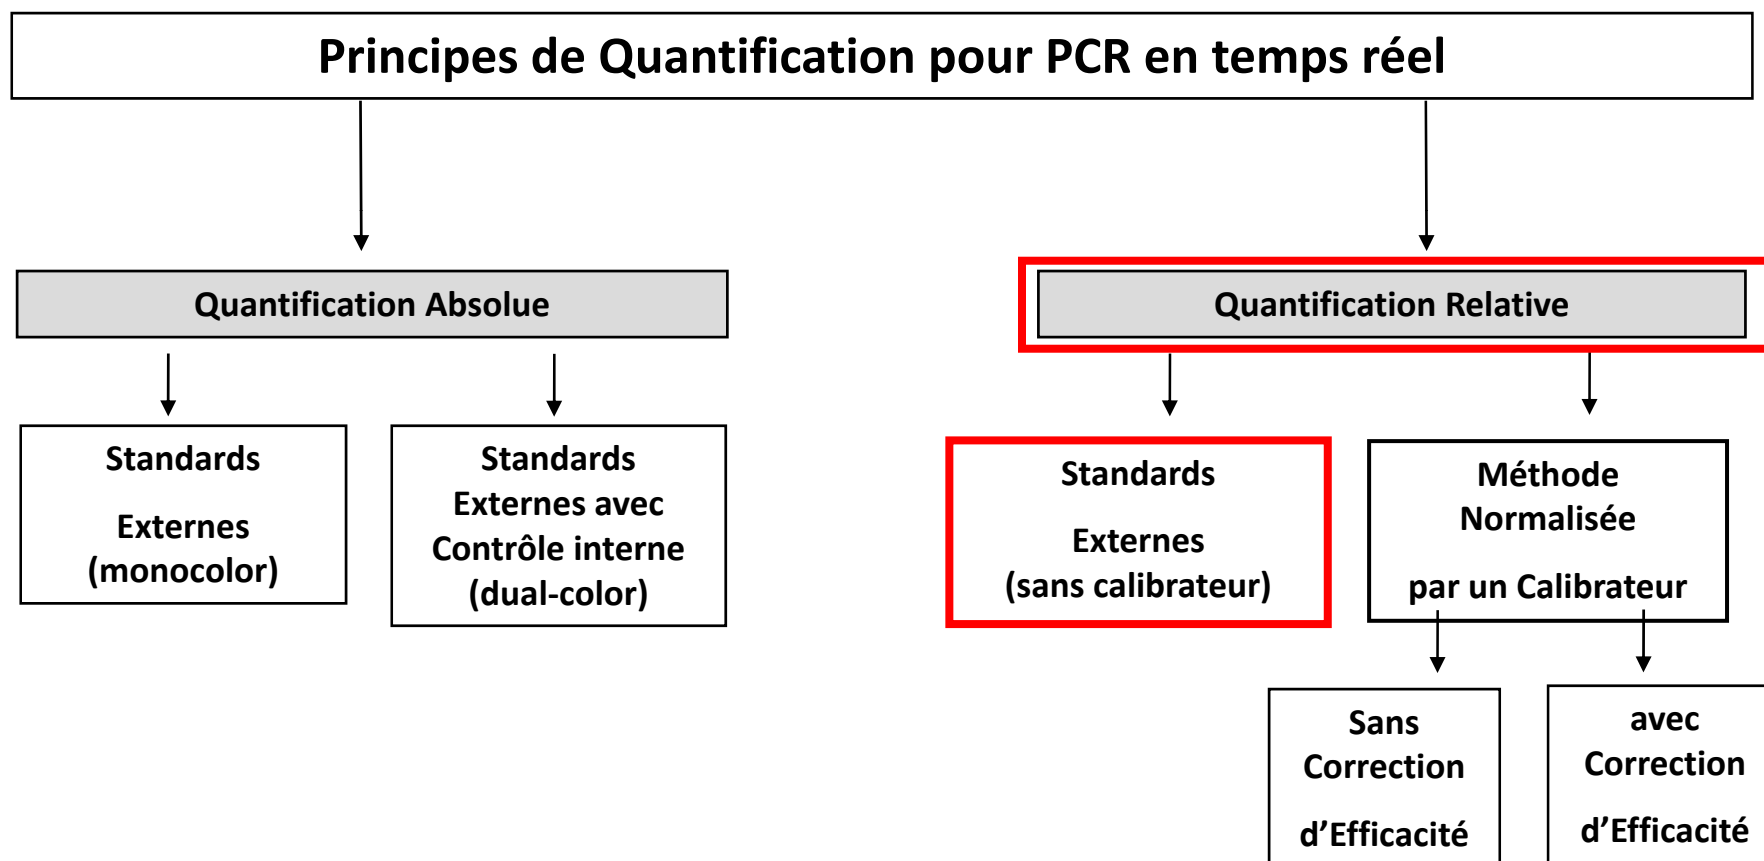 Principes de Quantification pour PCR en temps réel
Quantification Absolue
Quantification Relative
Standards
Externes
(monocolor)
Standards
Externes avec
Contrôle interne
(dual-color)
Standards
Externes
(sans calibrateur)
Méthode
Normalisée
par un Calibrateur
Sans
Correction
d’Efficacité
avec
Correction
d’Efficacité